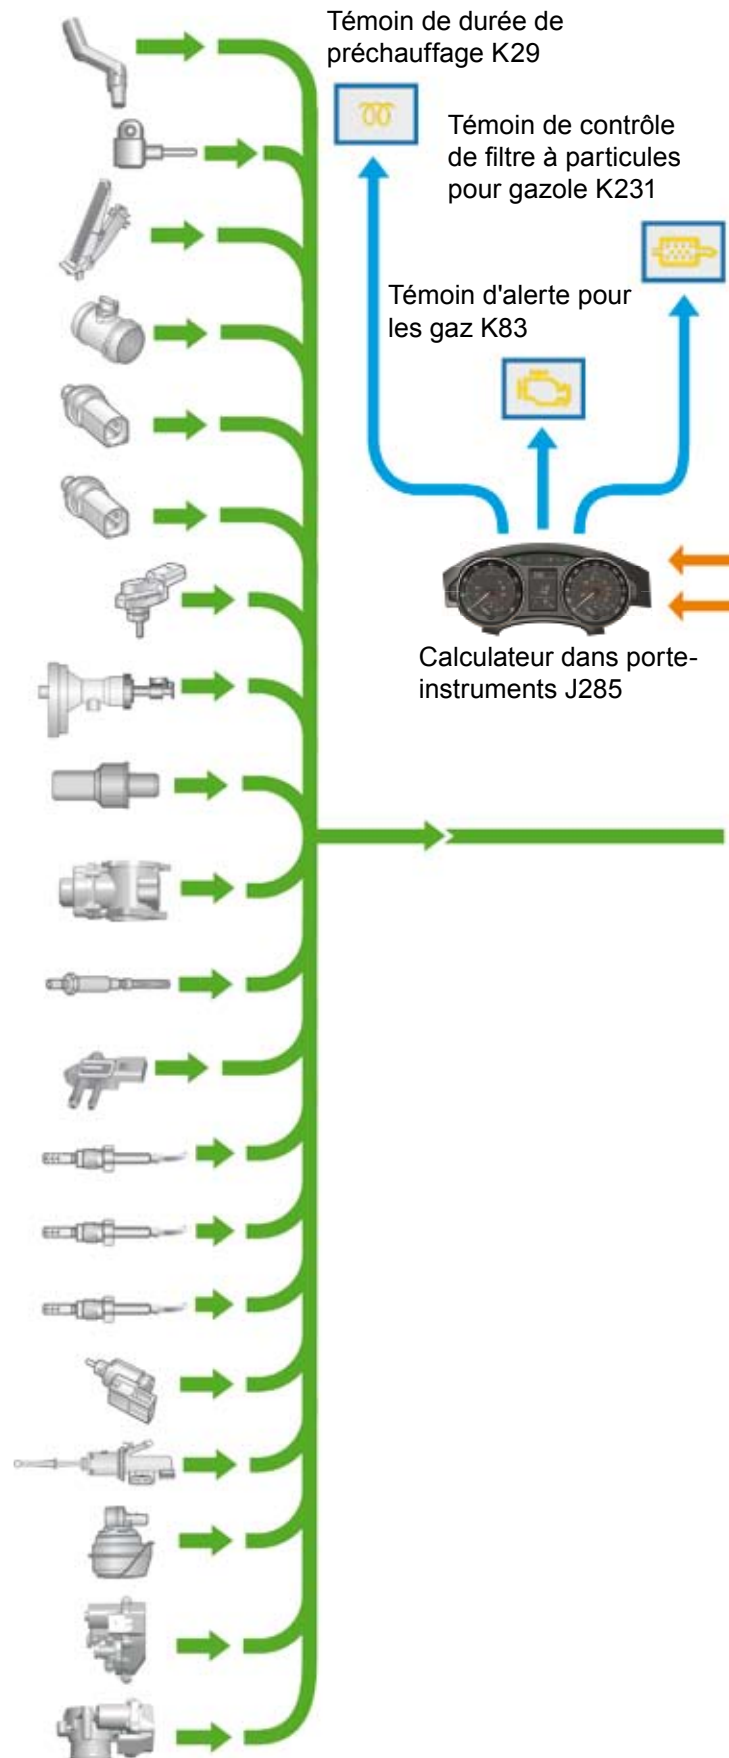 Témoin de durée de
préchauffage K29
Témoin de contrôle
de filtre à particules
pour gazole K231
Témoin d'alerte pour
les gaz K83
Calculateur dans porte-
instruments J285